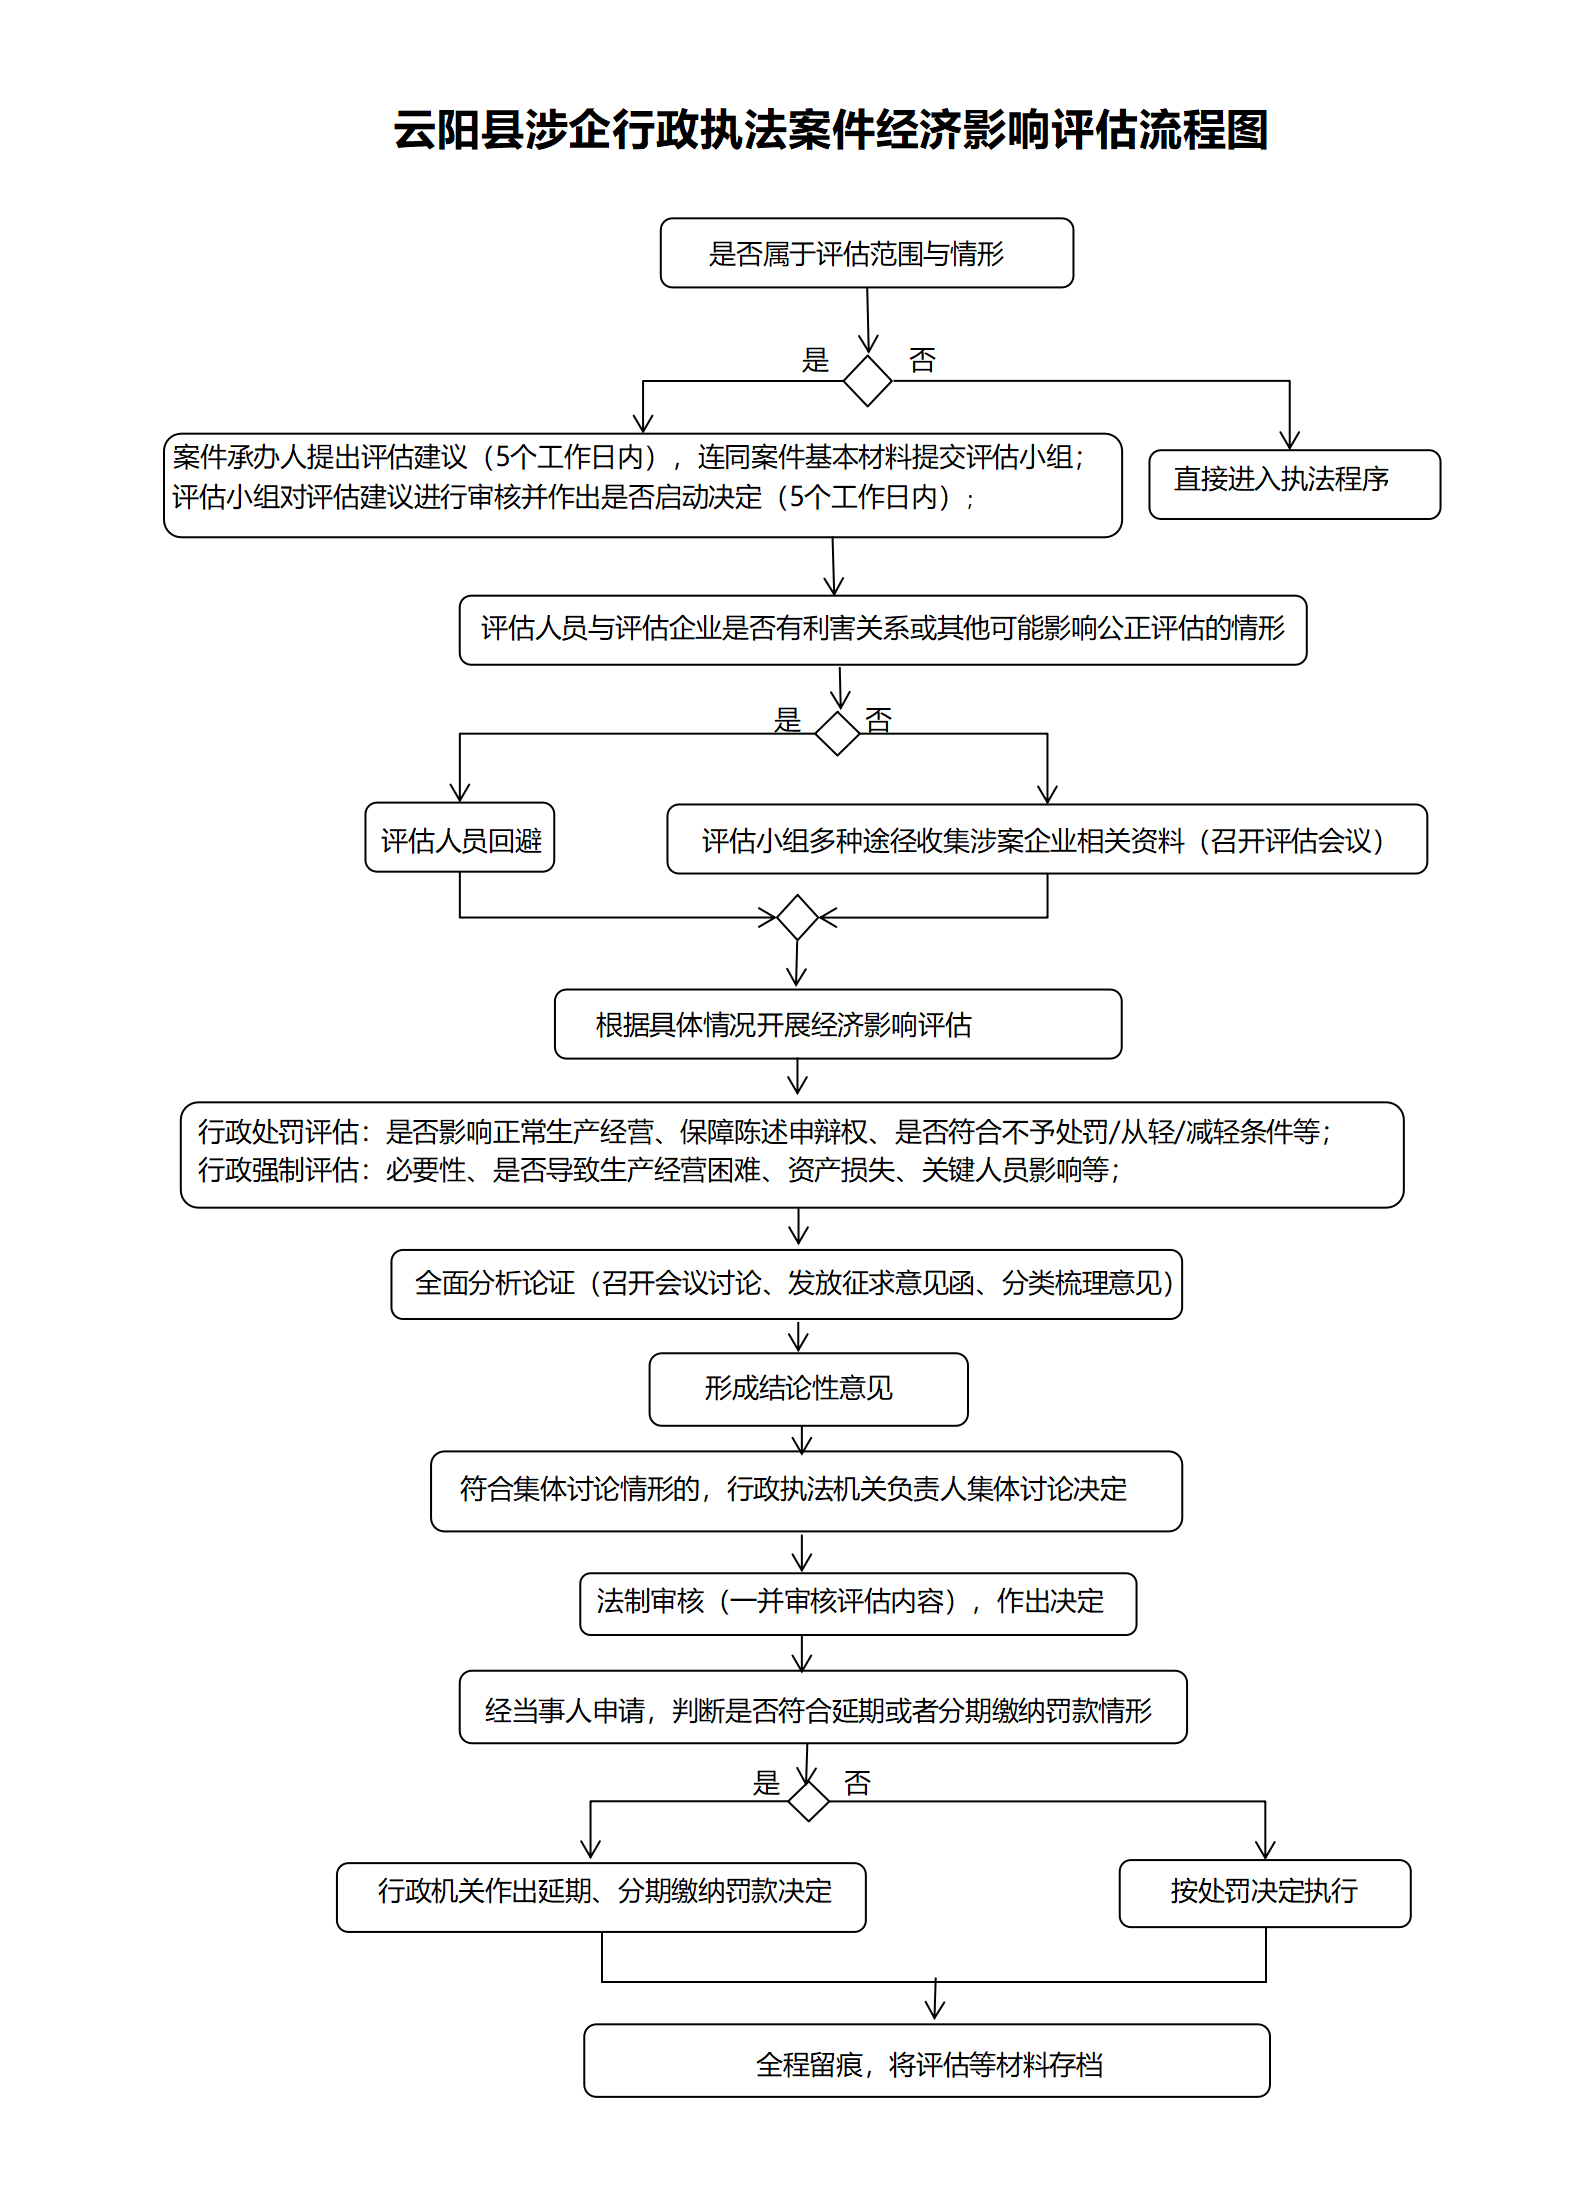 云阳县涉企行政执法案件经济影响评估流程图
是否属于评估范围与情形
是
否
案件承办人提出评估建议（5个工作日内），连同案件基本材料提交评估小组；
评估小组对评估建议进行审核并作出是否启动决定（5个工作日内）；
直接进入执法程序
评估人员与评估企业是否有利害关系或其他可能影响公正评估的情形
是
否
评估人员回避
评估小组多种途径收集涉案企业相关资料（召开评估会议）
根据具体情况开展经济影响评估
行政处罚评估：是否影响正常生产经营、保障陈述申辩权、是否符合不予处罚/从轻/减轻条件等；
行政强制评估：必要性、是否导致生产经营困难、资产损失、关键人员影响等；
全面分析论证（召开会议讨论、发放征求意见函、分类梳理意见）
形成结论性意见
符合集体讨论情形的，行政执法机关负责人集体讨论决定
法制审核（一并审核评估内容），作出决定
经当事人申请，判断是否符合延期或者分期缴纳罚款情形
是
否
行政机关作出延期、分期缴纳罚款决定
按处罚决定执行
全程留痕，将评估等材料存档